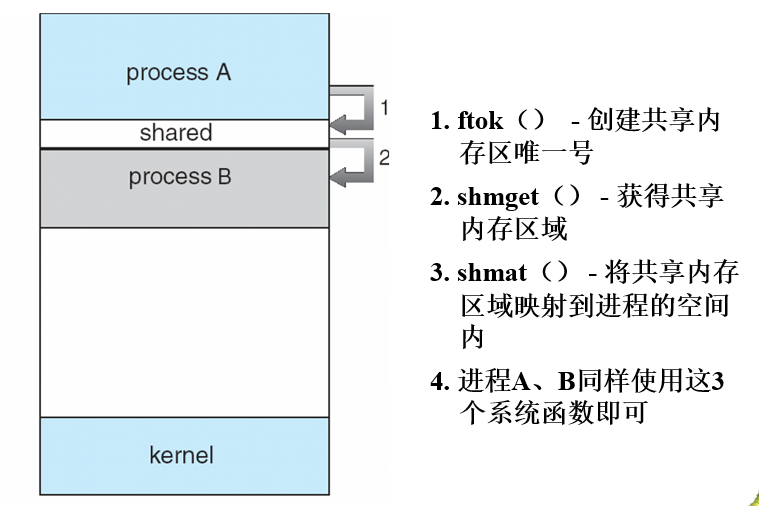 process A
1
shared
2
process B
kernel
1. ftok（） - 创建共享内
存区唯一号
2. shmget（） - 获得共享
内存区域
3. shmat（） - 将共享内存
区域映射到进程的空间
内
4. 进程A、B同样使用这3
个系统函数即可